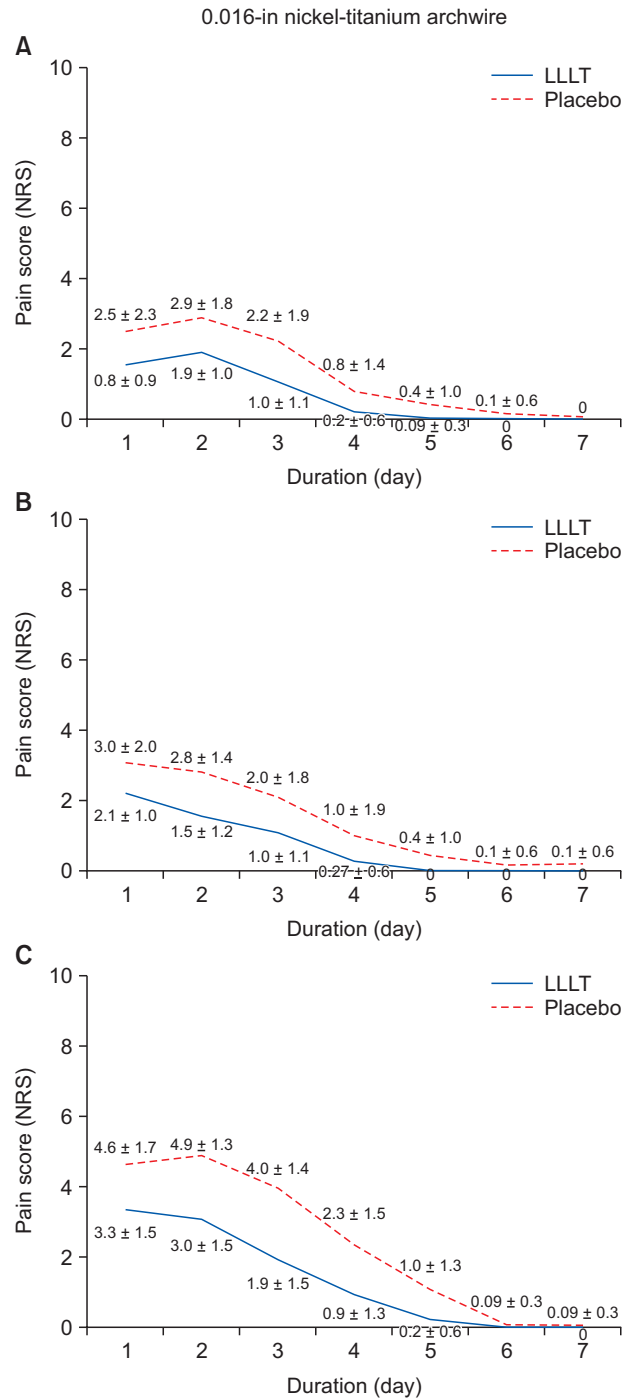 0.016-in nickel-titanium archwire
A
LLLT
Placebo
Pain score (NRS)
10
8
6
4
2
0
2.5 ± 2.3
2.9 ± 1.8
2.2 ± 1.9
0.8 ± 1.4
0.4 ± 1.0
0.1 ± 0.6
0
0.8 ± 0.9
1.9 ± 1.0
1.0 ± 1.1
0.2 ± 0.6
0.09 ± 0.3
0
1 2 3 4 5 6 7
Duration (day)
B
LLLT
Placebo
Pain score (NRS)
10
8
6
4
2
0
3.0 ± 2.0
2.8 ± 1.4
2.0 ± 1.8
1.0 ± 1.9
0.4 ± 1.0
0.1 ± 0.6
0.1 ± 0.6
2.1 ± 1.0
1.5 ± 1.2
1.0 ± 1.1
0.27 ± 0.6
0
0
0
1 2 3 4 5 6 7
Duration (day)
C
LLLT
Placebo
Pain score (NRS)
10
8
6
4
2
0
4.6 ± 1.7
4.9 ± 1.3
4.0 ± 1.4
2.3 ± 1.5
1.0 ± 1.3
0.09 ± 0.3
0.09 ± 0.3
3.3 ± 1.5
3.0 ± 1.5
1.9 ± 1.5
0.9 ± 1.3
0.2 ± 0.6
0
1 2 3 4 5 6 7
Duration (day)